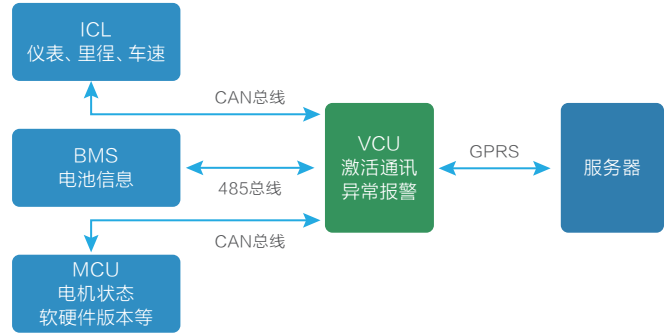 ICL
仪表、里程、车速
CAN总线
BMS
电池信息
485总线
VCU
激活通讯
异常报警
GPRS
服务器
CAN总线
MCU
电机状态
软硬件版本等